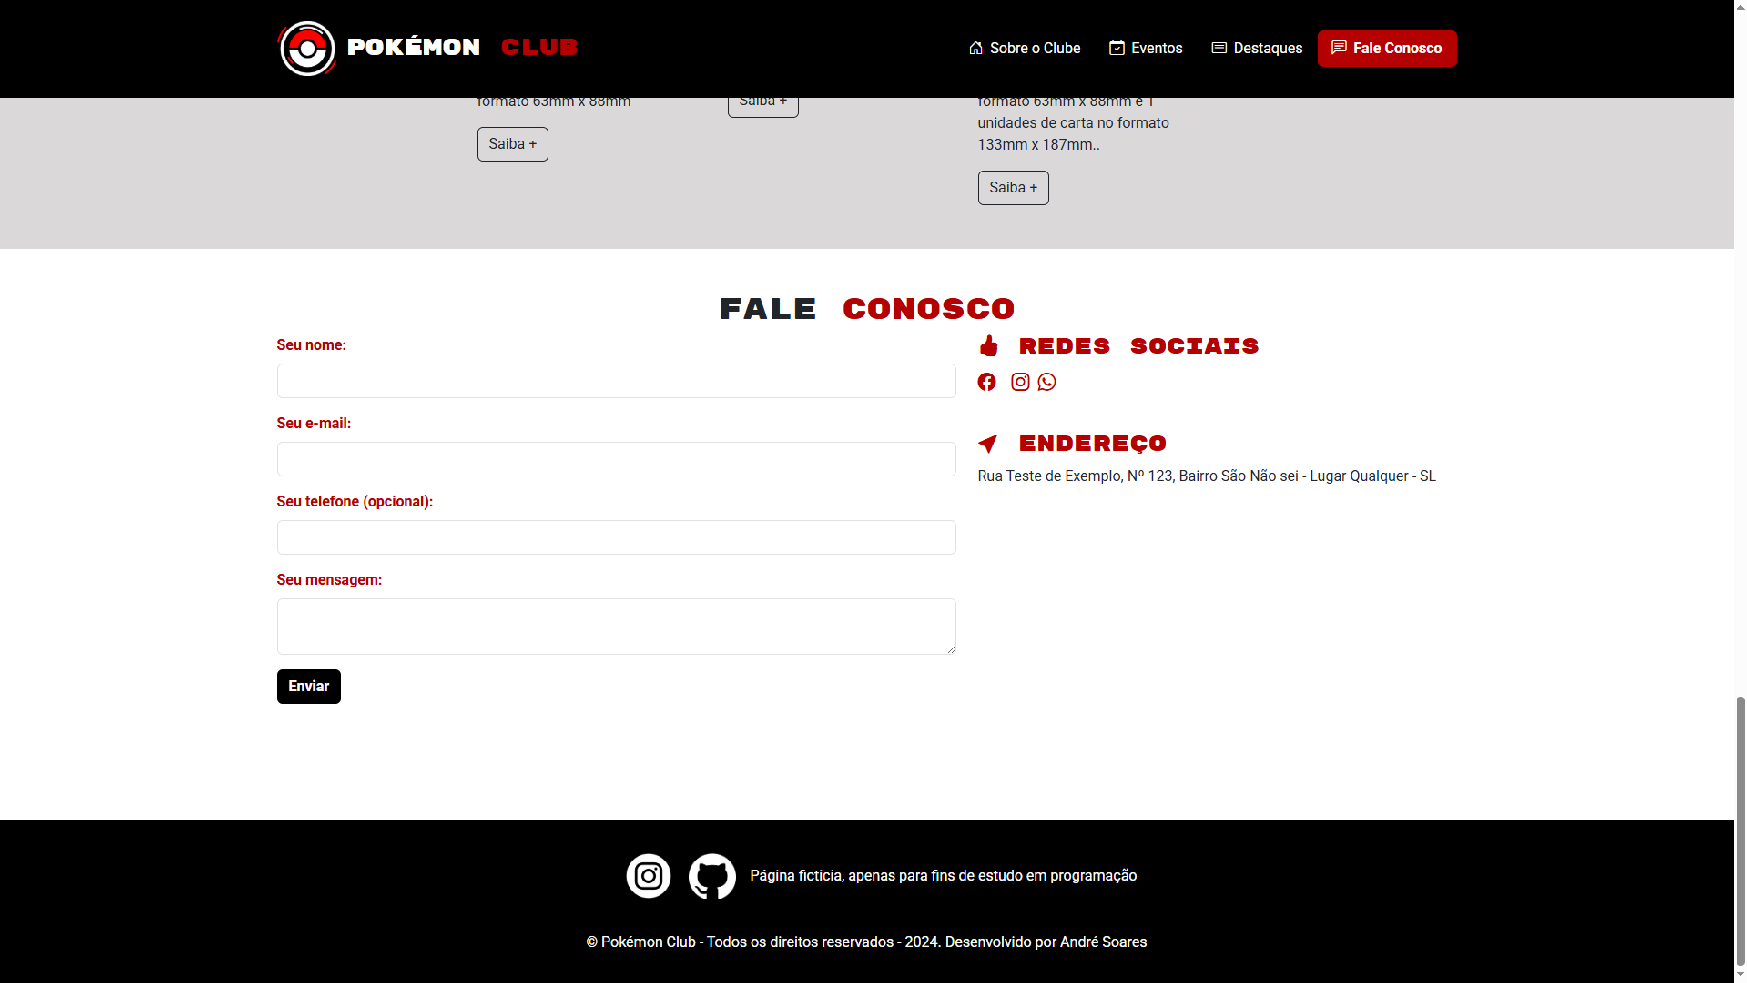 POKÉMON CLUB
Sobre o Clube
Eventos
Destaques
Fale Conosco
formato 63mm x 88mm
Saiba +
Saiba +
formato 63mm x 88mm e 1
unidades de carta no formato
133mm x 187mm..
Saiba +
FALE CONOSCO
Seu nome:
Seu e-mail:
Seu telefone (opcional):
Seu mensagem:
Enviar
REDES SOCIAIS
ENDEREÇO
Rua Teste de Exemplo, Nº 123, Bairro São Não sei - Lugar Qualquer - SL
Página ficticia, apenas para fins de estudo em programação
© Pokémon Club - Todos os direitos reservados - 2024. Desenvolvido por André Soares